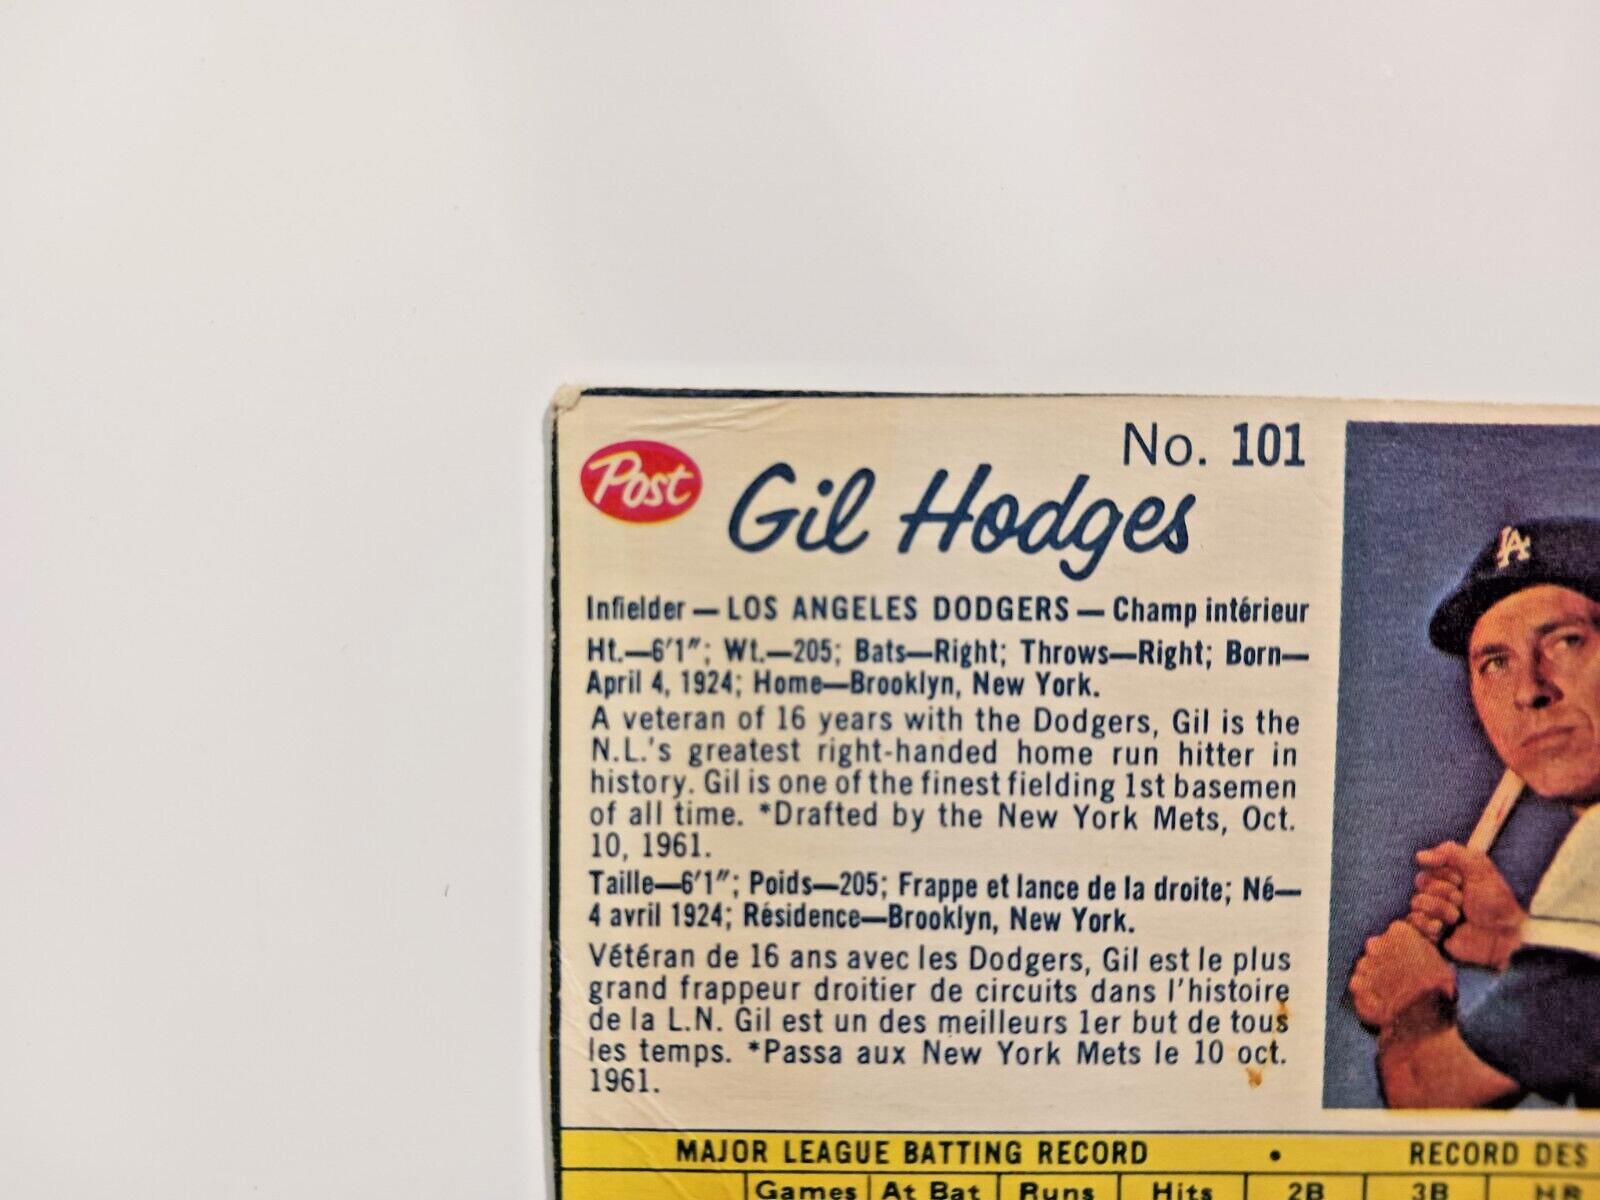 No. 101
Post
Gil Hodges
LA
Infielder — LOS ANGELES DODGERS — Champ intérieur
Ht.—6'1"; Wt.—205; Bats—Right; Throws—Right; Born—
April 4, 1924; Home—Brooklyn, New York.
A veteran of 16 years with the Dodgers, Gil is the
N.L.'s greatest right-handed home run hitter in
history. Gil is one of the finest fielding 1st basemen
of all time. *Drafted by the New York Mets, Oct.
10, 1961.
Taille—6'1"; Poids—205; Frappe et lance de la droite; Né—
4 avril 1924; Résidence—Brooklyn, New York.
Vétéran de 16 ans avec les Dodgers, Gil est le plus
grand frappeur droitier de circuits dans l'histoire
de la L.N. Gil est un des meilleurs 1er but de tous
les temps. *Passa aux New York Mets le 10 oct.
1961.
MAJOR LEAGUE BATTING RECORD • RECORD DES
Games At Bat Runs Hits 2B 3B HR